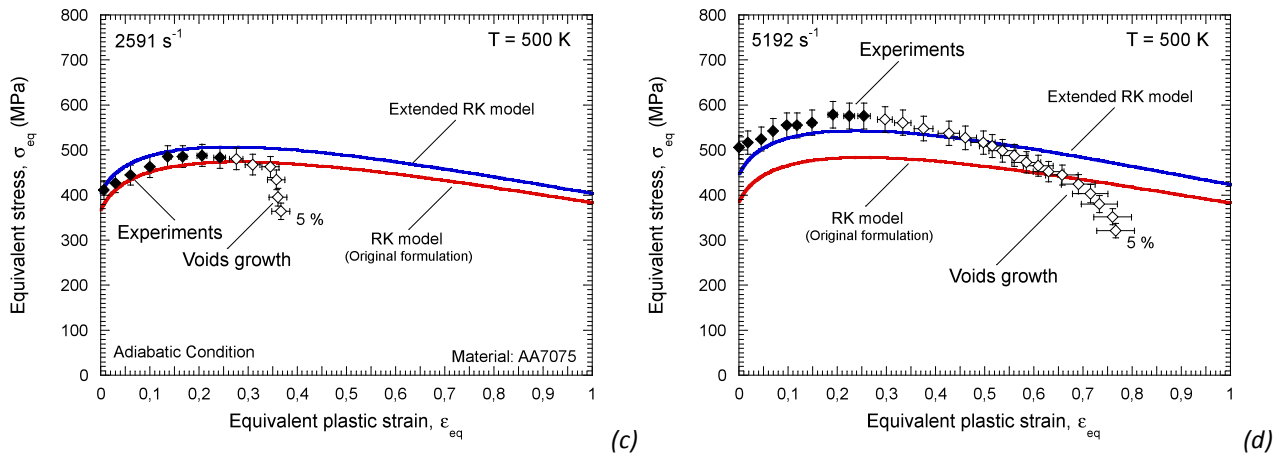 800
700
600
500
400
300
200
100
0
Equivalent stress, σeq (MPa)
2591 s-1
T = 500 K
Extended RK model
Experiments
5 %
RK model
(Original formulation)
Voids growth
Adiabatic Condition
Material: AA7075
0 0,1 0,2 0,3 0,4 0,5 0,6 0,7 0,8 0,9 1
Equivalent plastic strain, εeq
(c)
800
700
600
500
400
300
200
100
0
Equivalent stress, σeq (MPa)
5192 s-1
T = 500 K
Experiments
Extended RK model
RK model
(Original formulation)
5 %
Voids growth
0 0,1 0,2 0,3 0,4 0,5 0,6 0,7 0,8 0,9 1
Equivalent plastic strain, εeq
(d)